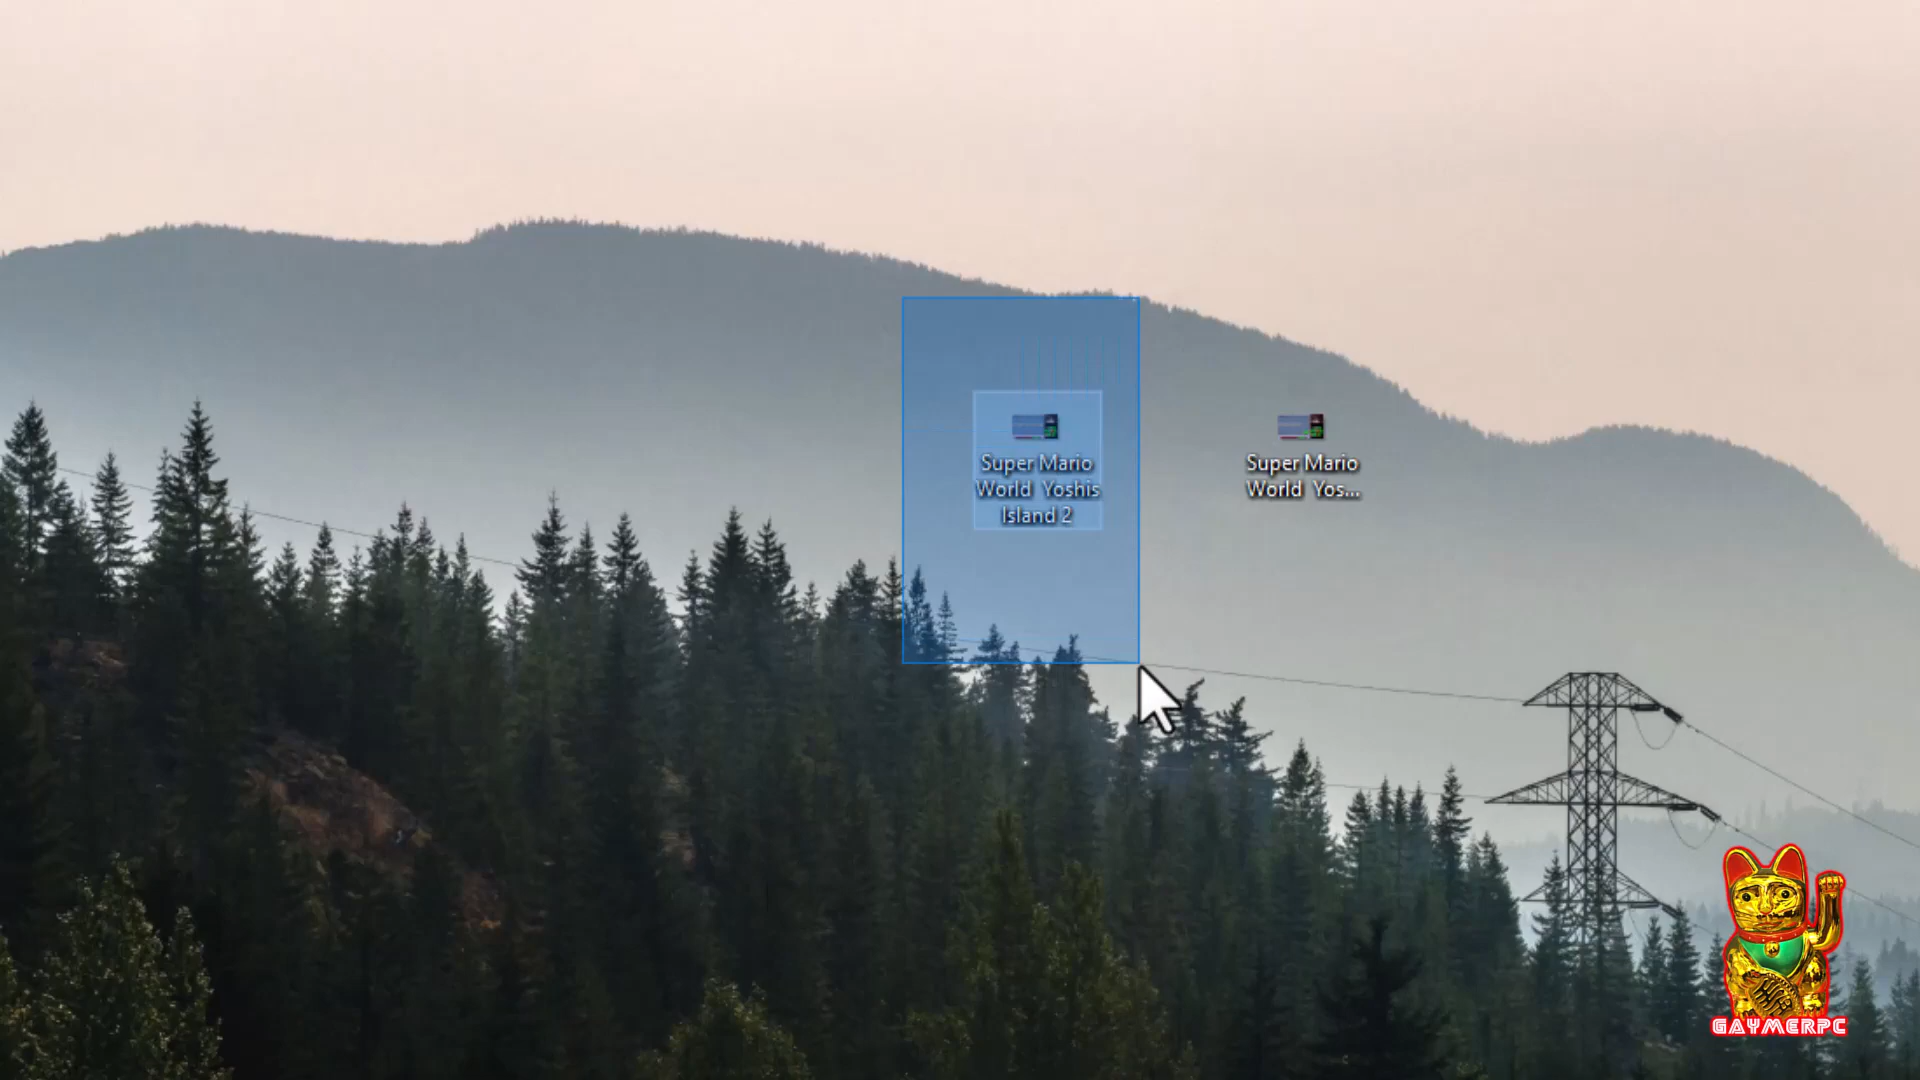 Super Mario
World Yoshis
Island 2
Super Mario
World Yos...
GAYMERPC